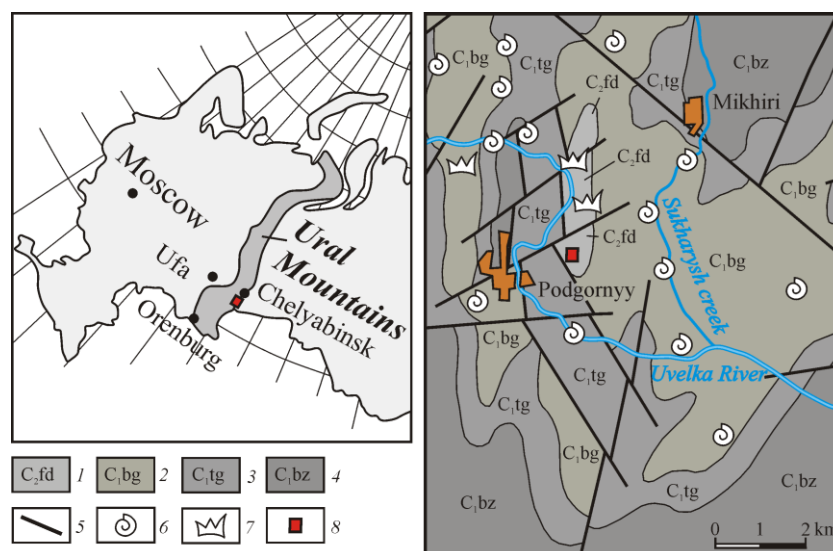 Moscow
Ufa
Orenburg
Ural
Mountains
Chelyabinsk
C₂fd 1 C₁bg 2 C₁tg 3 C₁bz 4
5 6 7 8
C₁bg
C₁tg
C₂fd
C₁tg
C₁bz
Mikhiri
C₂fd
C₁tg
C₁bg
C₂fd
C₁bg
Podgornyy
Sukharysh creek
C₁bg
C₁tg
Uvelka River
C₁bg
C₁bz
C₁tg
C₁bz
0 1 2 km